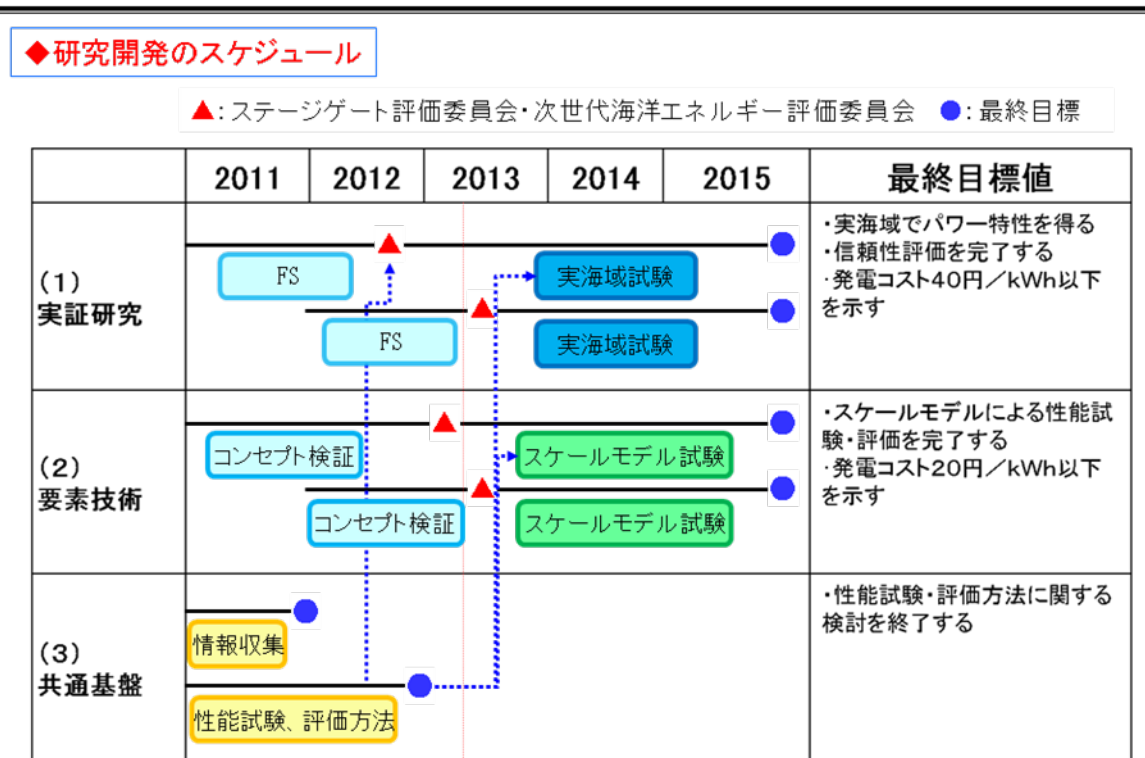 ◆研究開発のスケジュール
▲:ステージゲート評価委員会・次世代海洋エネルギー評価委員会 ●:最終目標
2011 2012 2013 2014 2015 最終目標値
(1)
実証研究
FS
実海域試験
FS
実海域試験
・実海域でパワー特性を得る
・信頼性評価を完了する
・発電コスト40円/kWh以下
を示す
(2)
要素技術
コンセプト検証
スケールモデル試験
コンセプト検証
スケールモデル試験
・スケールモデルによる性能試
験・評価を完了する
・発電コスト20円/kWh以下
を示す
(3)
共通基盤
情報収集
性能試験、評価方法
・性能試験・評価方法に関する
検討を終了する